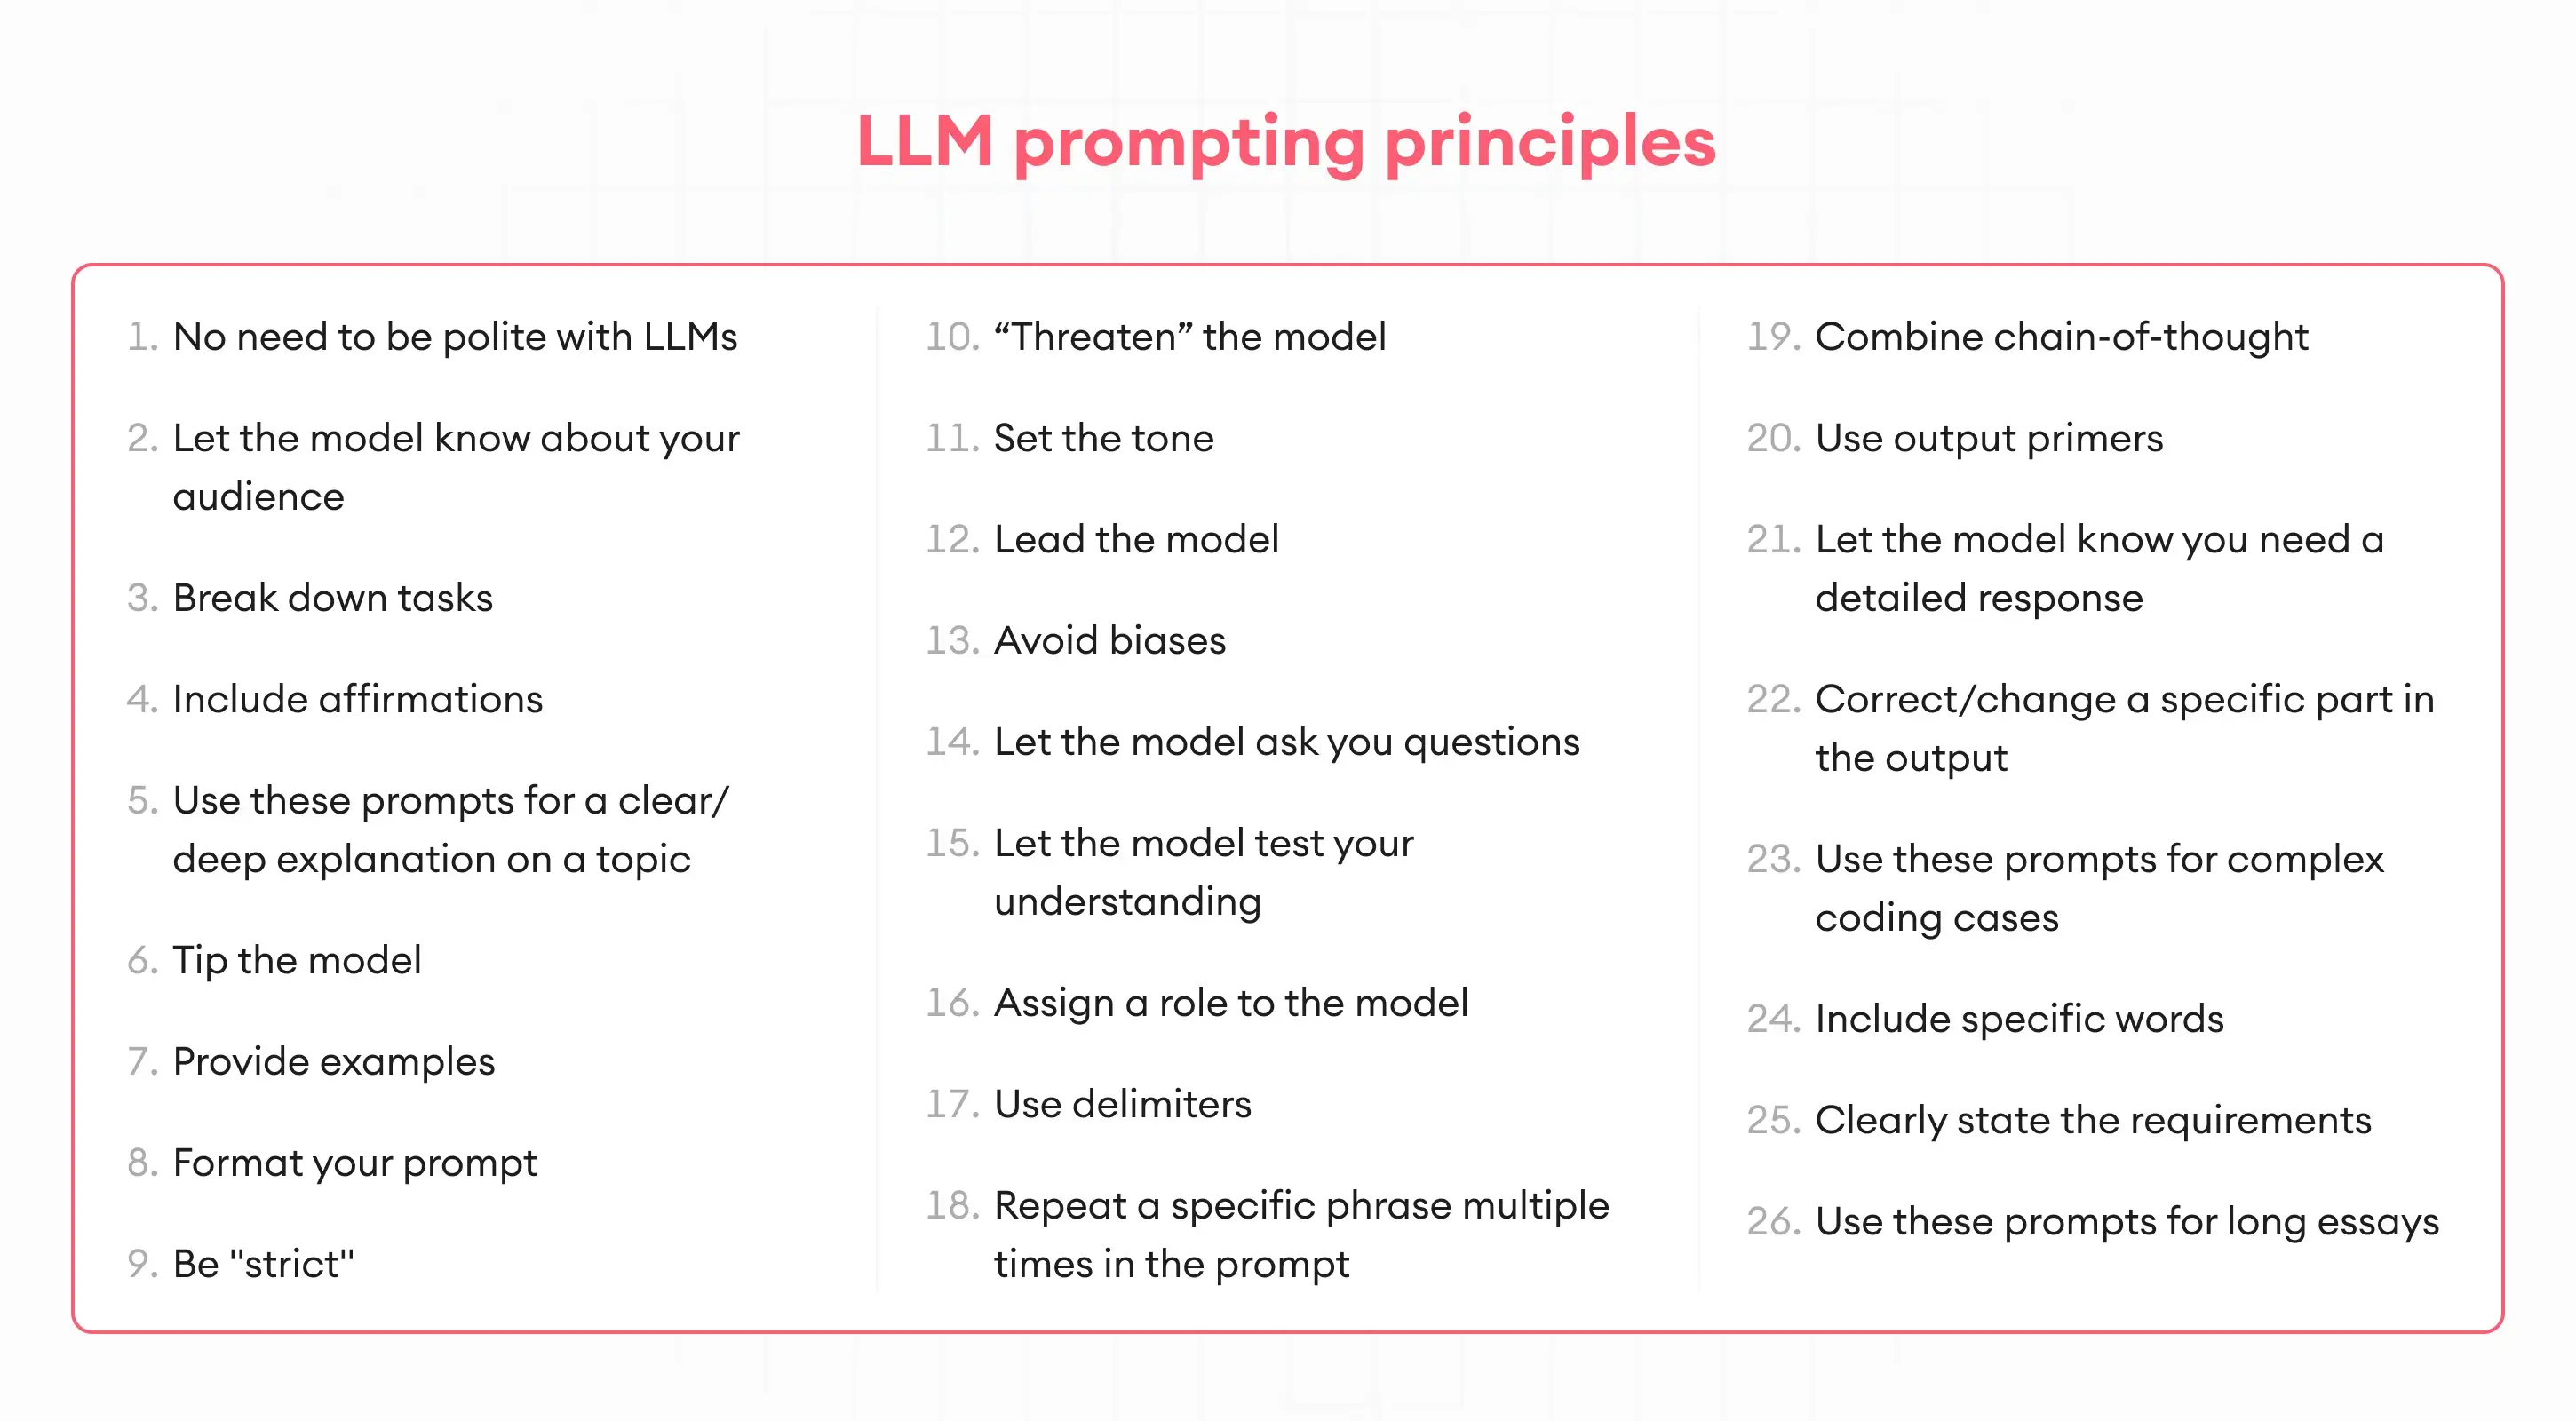 LLM prompting principles
1. No need to be polite with LLMs
2. Let the model know about your
audience
3. Break down tasks
4. Include affirmations
5. Use these prompts for a clear/
deep explanation on a topic
6. Tip the model
7. Provide examples
8. Format your prompt
9. Be "strict"
10. “Threaten” the model
11. Set the tone
12. Lead the model
13. Avoid biases
14. Let the model ask you questions
15. Let the model test your
understanding
16. Assign a role to the model
17. Use delimiters
18. Repeat a specific phrase multiple
times in the prompt
19. Combine chain-of-thought
20. Use output primers
21. Let the model know you need a
detailed response
22. Correct/change a specific part in
the output
23. Use these prompts for complex
coding cases
24. Include specific words
25. Clearly state the requirements
26. Use these prompts for long essays